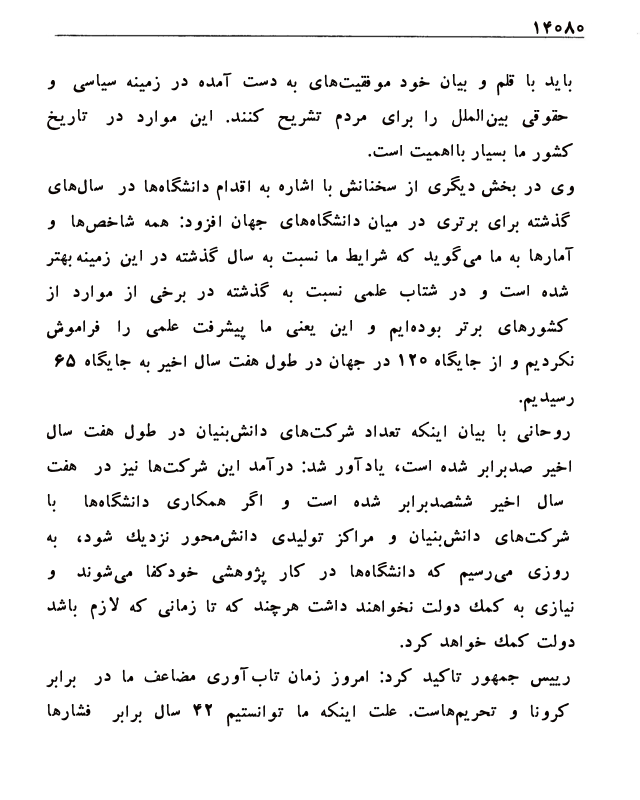 ۱۴۰۸۰
باید با قلم و بیان خود موفقیت‌های به دست آمده در زمینه سیاسی و
حقوقی بین‌الملل را برای مردم تشریح کنند. این موارد در تاریخ
کشور ما بسیار بااهمیت است.
وی در بخش دیگری از سخنانش با اشاره به اقدام دانشگاه‌ها در سال‌های
گذشته برای برتری در میان دانشگاه‌های جهان افزود: همه شاخص‌ها و
آمارها به ما می‌گوید که شرایط ما نسبت به سال گذشته در این زمینه بهتر
شده است و در شتاب علمی نسبت به گذشته در برخی از موارد از
کشورهای برتر بوده‌ایم و این یعنی ما پیشرفت علمی را فراموش
نکردیم و از جایگاه ۱۲۰ در جهان در طول هفت سال اخیر به جایگاه ۶۵
رسیدیم.
روحانی با بیان اینکه تعداد شرکت‌های دانش‌بنیان در طول هفت سال
اخیر صدبرابر شده است، یادآور شد: درآمد این شرکت‌ها نیز در هفت
سال اخیر ششصدبرابر شده است و اگر همکاری دانشگاه‌ها با
شرکت‌های دانش‌بنیان و مراکز تولیدی دانش‌محور نزدیك شود، به
روزی می‌رسیم که دانشگاه‌ها در کار پژوهشی خودکفا می‌شوند و
نیازی به کمك دولت نخواهند داشت هرچند که تا زمانی که لازم باشد
دولت کمك خواهد کرد.
رییس جمهور تاکید کرد: امروز زمان تاب‌آوری مضاعف ما در برابر
کرونا و تحریم‌هاست. علت اینکه ما توانستیم ۴۲ سال برابر فشارها